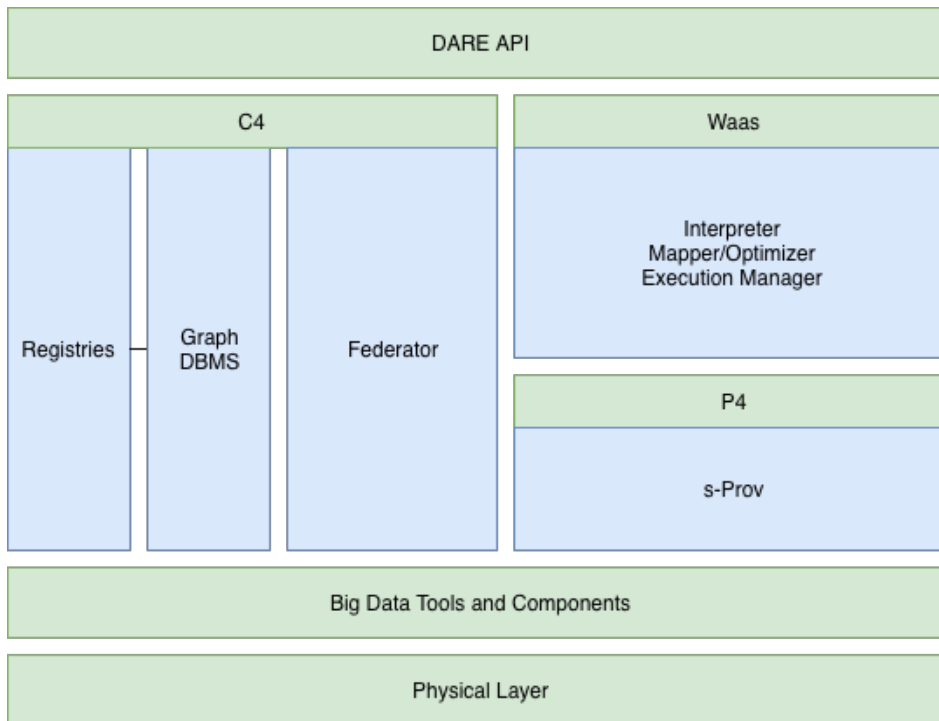 DARE API
C4
Waas
Registries
Graph
DBMS
Federator
Interpreter
Mapper/Optimizer
Execution Manager
P4
s-Prov
Big Data Tools and Components
Physical Layer